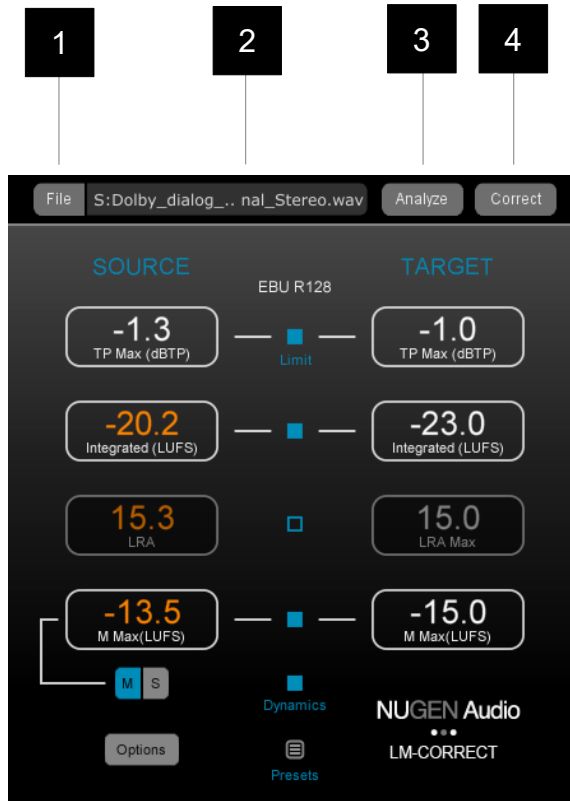 1 2 3 4
File S:Dolby_dialog_.. nal_Stereo.wav Analyze Correct
SOURCE TARGET
EBU R128
-1.3 -1.0
TP Max (dBTP) TP Max (dBTP)
Limit
-20.2 -23.0
Integrated (LUFS) Integrated (LUFS)
15.3 15.0
LRA LRA Max
-13.5 -15.0
M Max(LUFS) M Max(LUFS)
M S
Dynamics
NUGEN Audio
Options LM-CORRECT
Presets